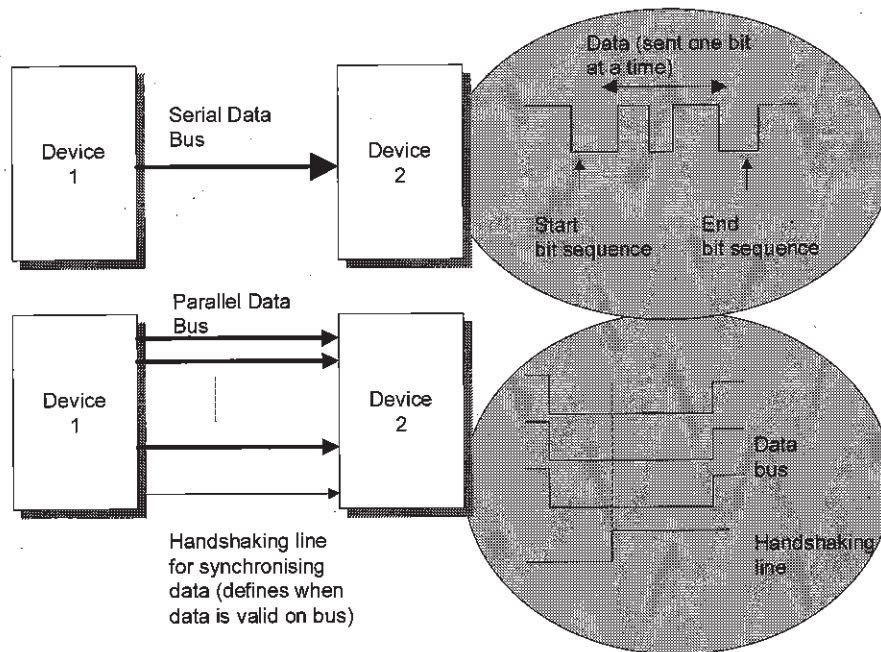 Data (sent one bit
at a time)
Serial Data
Bus
Device
1
Device
2
Start
bit sequence
End
bit sequence
Parallel Data
Bus
Device
1
Device
2
Data
bus
Handshaking line
for synchronising
data (defines when
data is valid on bus)
Handshaking
line